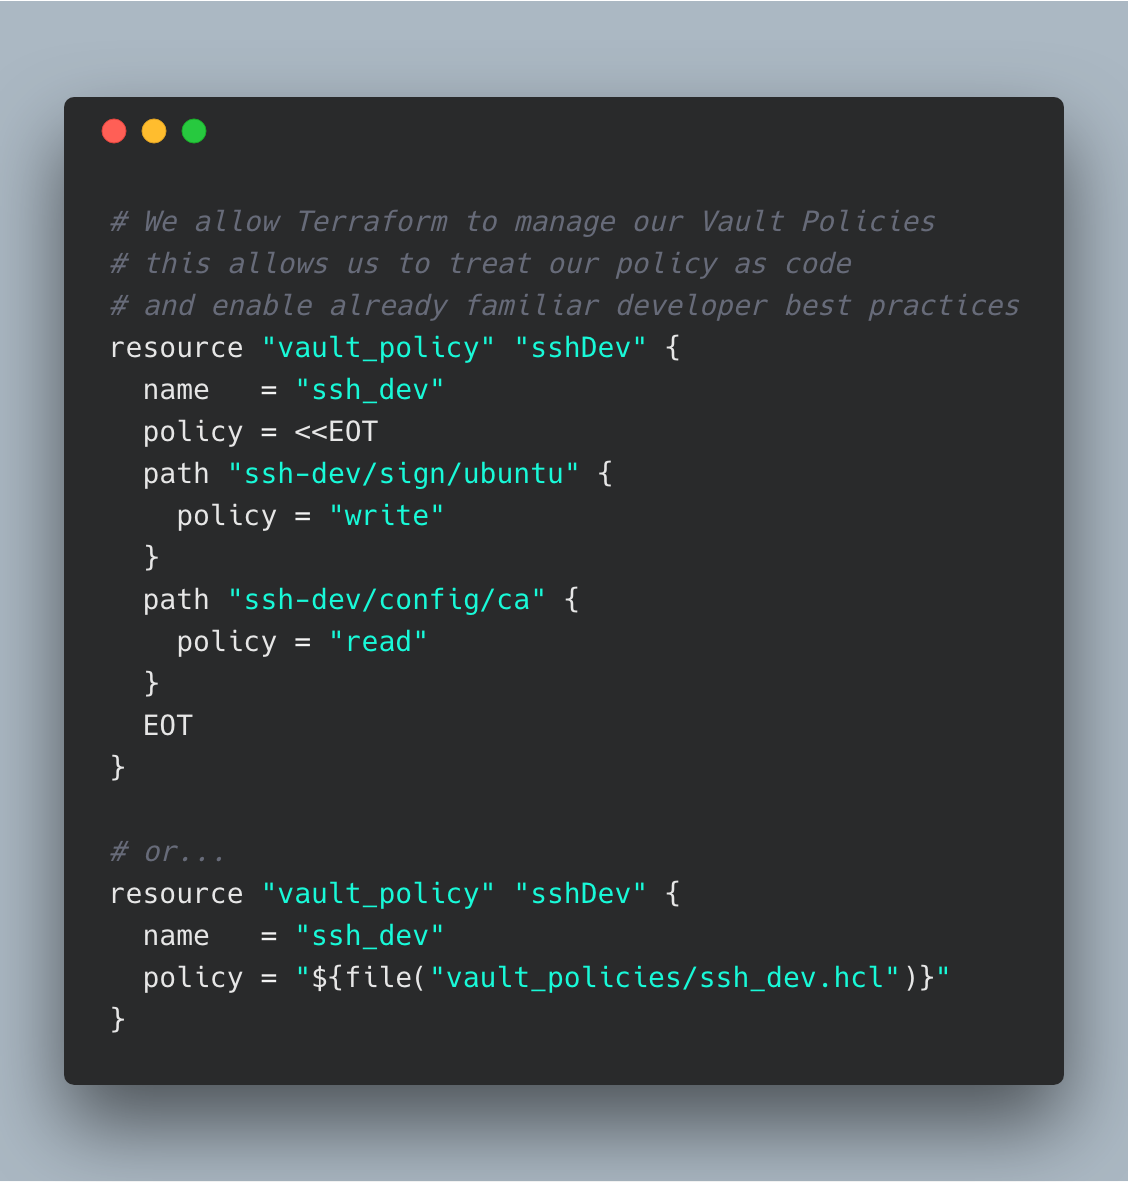 # We allow Terraform to manage our Vault Policies
# this allows us to treat our policy as code
# and enable already familiar developer best practices
resource "vault_policy" "sshDev" {
  name   = "ssh_dev"
  policy = <<EOT
  path "ssh-dev/sign/ubuntu" {
    policy = "write"
  }
  path "ssh-dev/config/ca" {
    policy = "read"
  }
  EOT
}

# or...
resource "vault_policy" "sshDev" {
  name   = "ssh_dev"
  policy = "${file("vault_policies/ssh_dev.hcl")}"
}